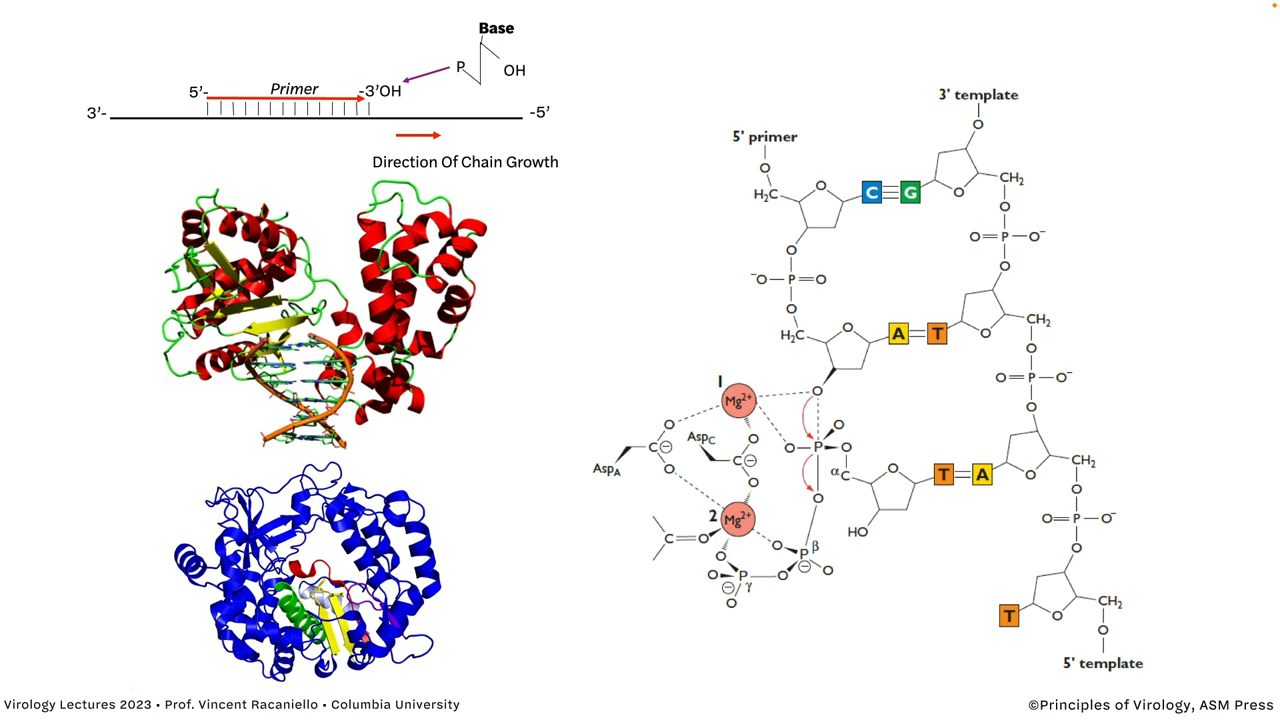 Base
P
OH
5'-
Primer
-3'OH
3'-
-5'
Direction Of Chain Growth
3' template
O
5' primer
O
H₂C
O
C
G
O
CH₂
O
O
O=P—O⁻
⁻O—P=O
O
O
H₂C
O
A
T
O
CH₂
O
O
O=P—O⁻
1
Mg²⁺
O
O
Asp_C
O
O
O—P
O
O
Asp_A
C⊖
C⊖
α
C
O
T
A
O
CH₂
O
O
O
2
Mg²⁺
O
HO
O=P—O⁻
O
O
O
P
β
O
O
O
P
γ
O
⊖
⊖
O
O
T
O
CH₂
O
5' template
Virology Lectures 2023 • Prof. Vincent Racaniello • Columbia University
©Principles of Virology, ASM Press